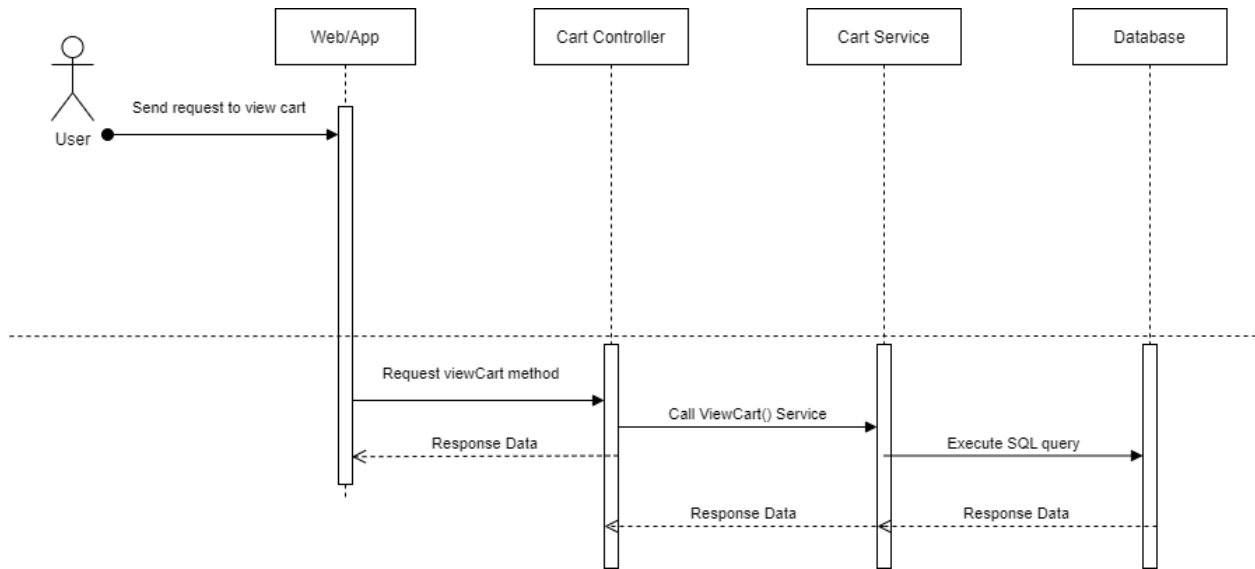 Web/App
Cart Controller
Cart Service
Database
Send request to view cart
User
Request viewCart method
Call ViewCart() Service
Response Data
Execute SQL query
Response Data
Response Data